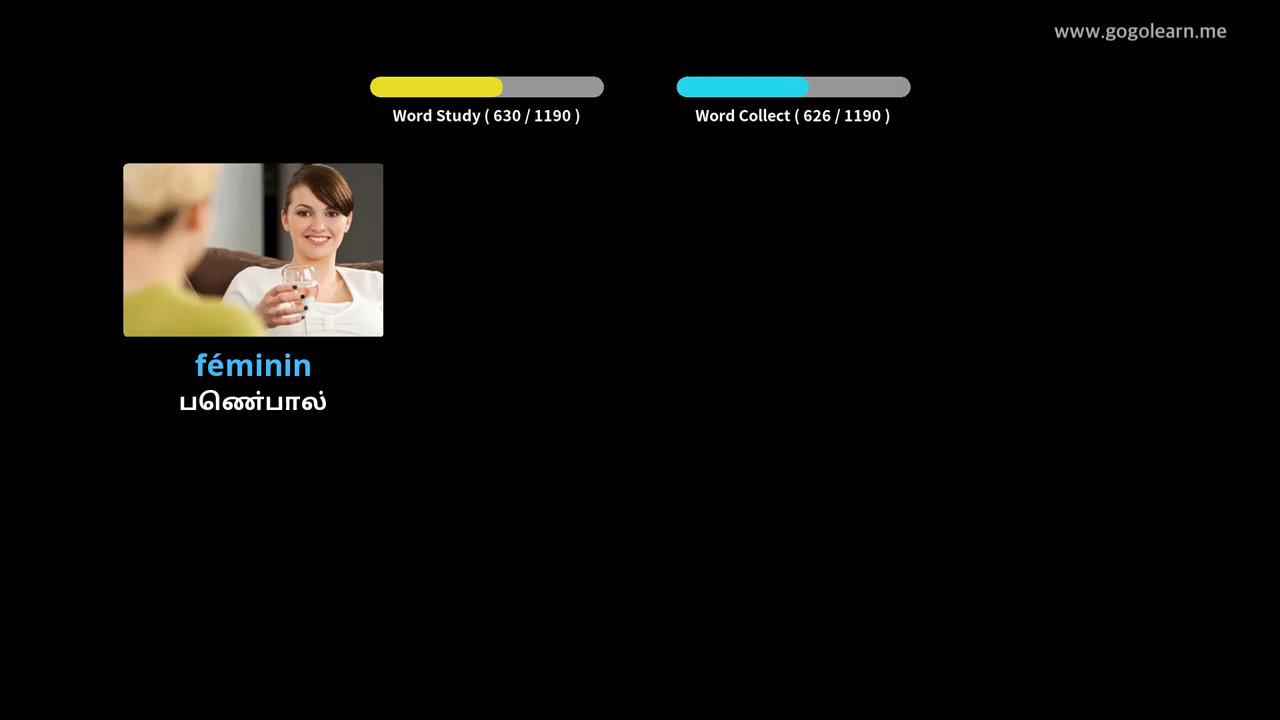 www.gogolearn.me
Word Study ( 630 / 1190 )
Word Collect ( 626 / 1190 )
féminin
பெண்பால்